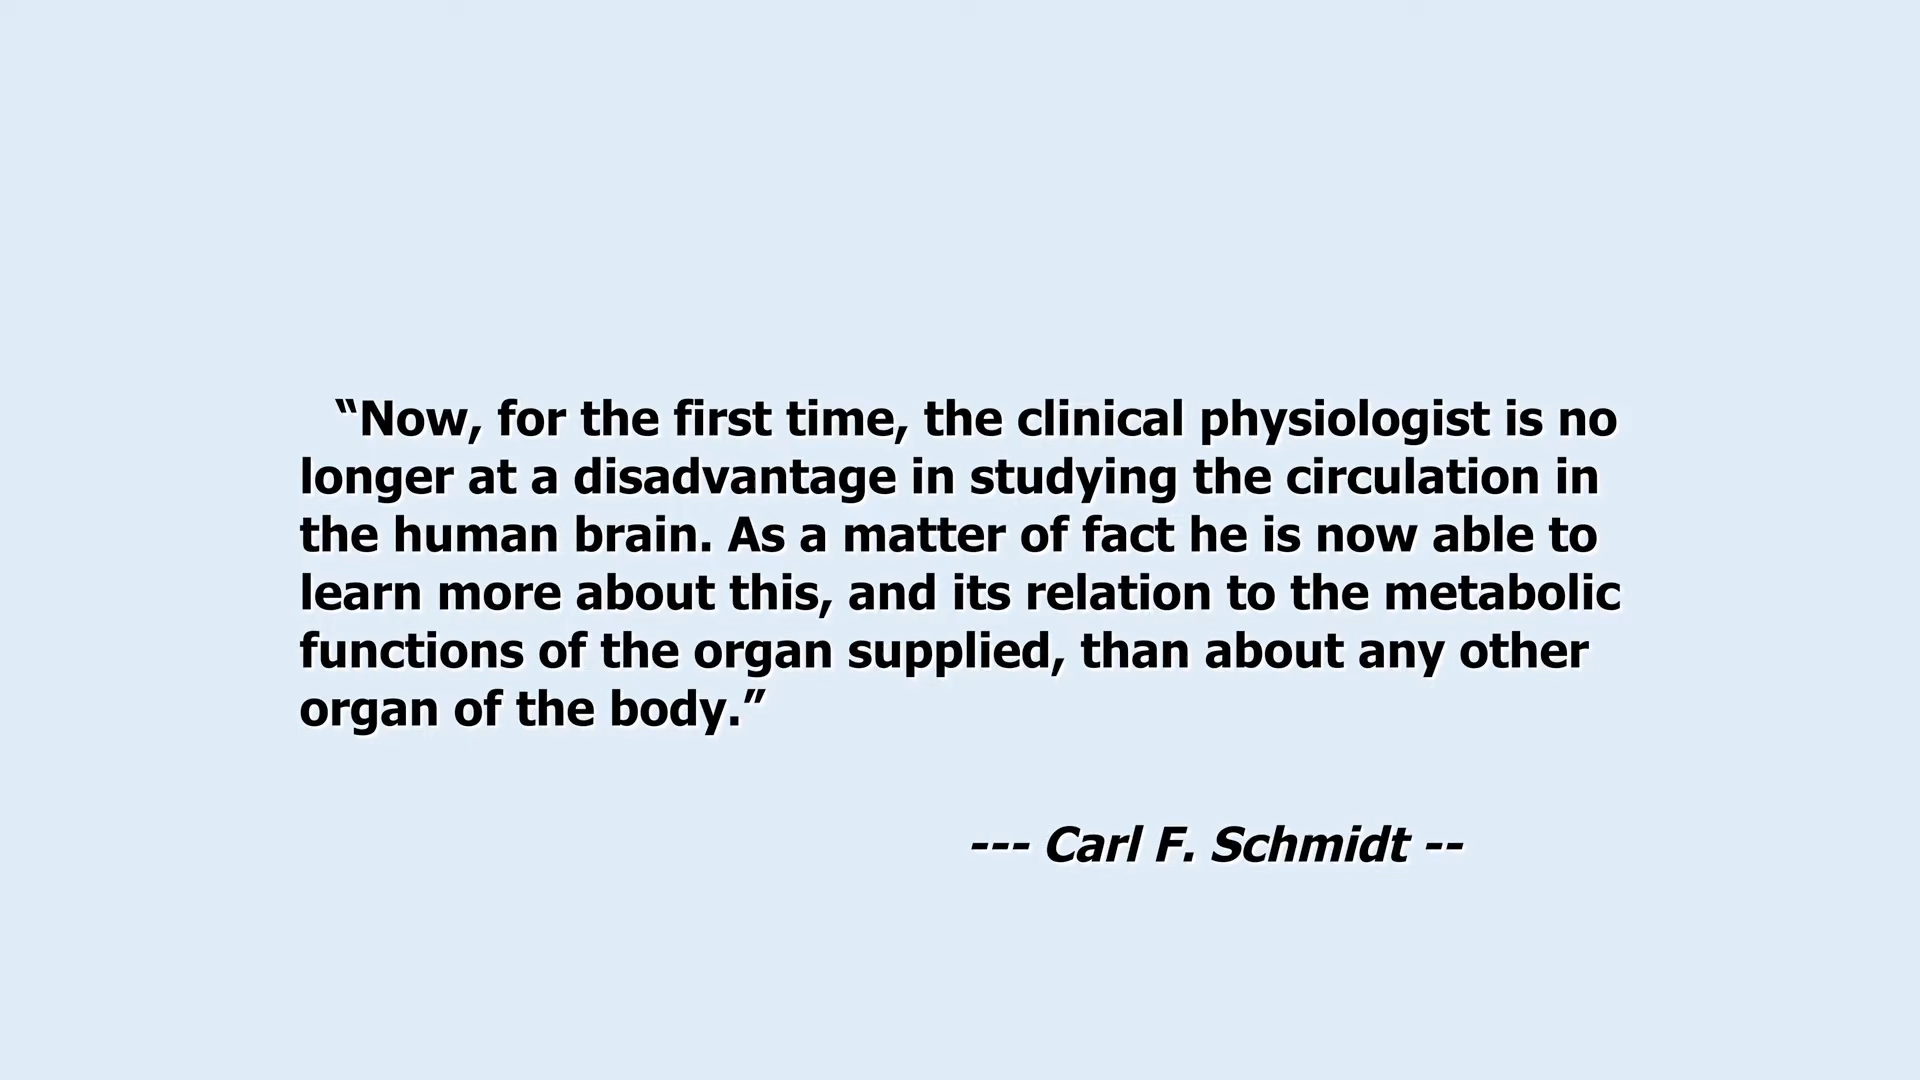 “Now, for the first time, the clinical physiologist is no
longer at a disadvantage in studying the circulation in
the human brain. As a matter of fact he is now able to
learn more about this, and its relation to the metabolic
functions of the organ supplied, than about any other
organ of the body.”
--- Carl F. Schmidt --